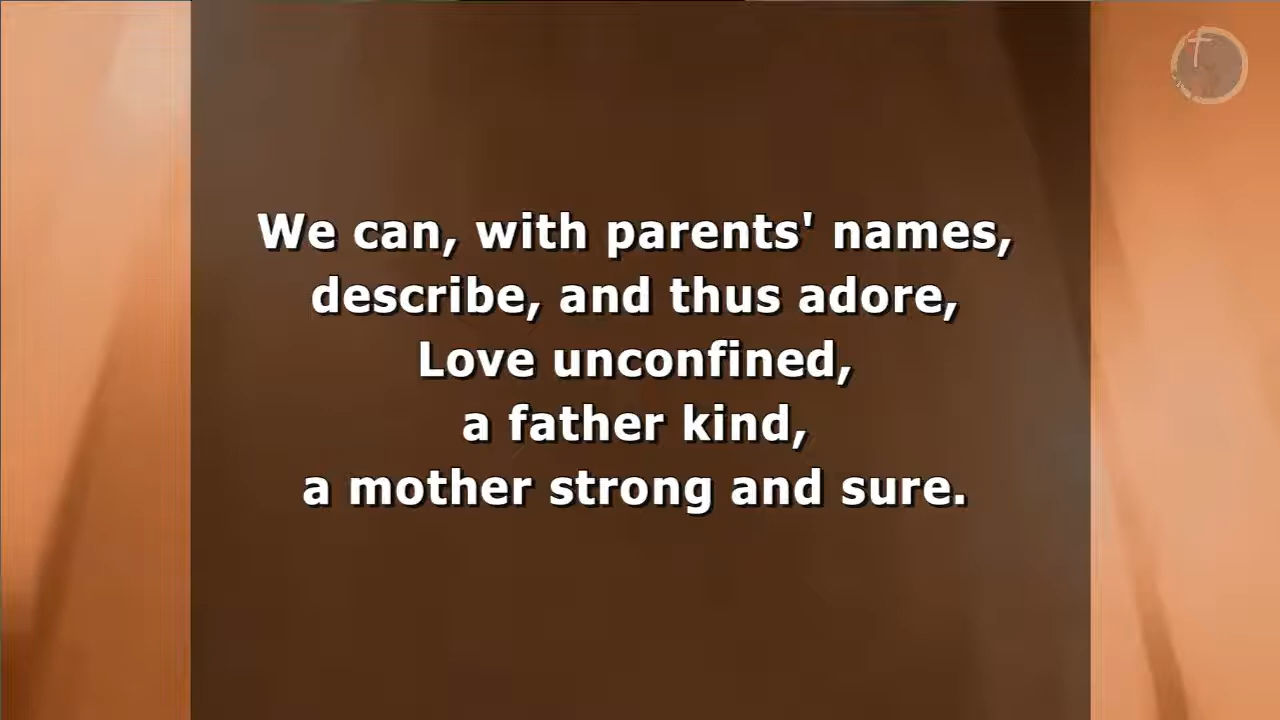 We can, with parents' names,
describe, and thus adore,
Love unconfined,
a father kind,
a mother strong and sure.